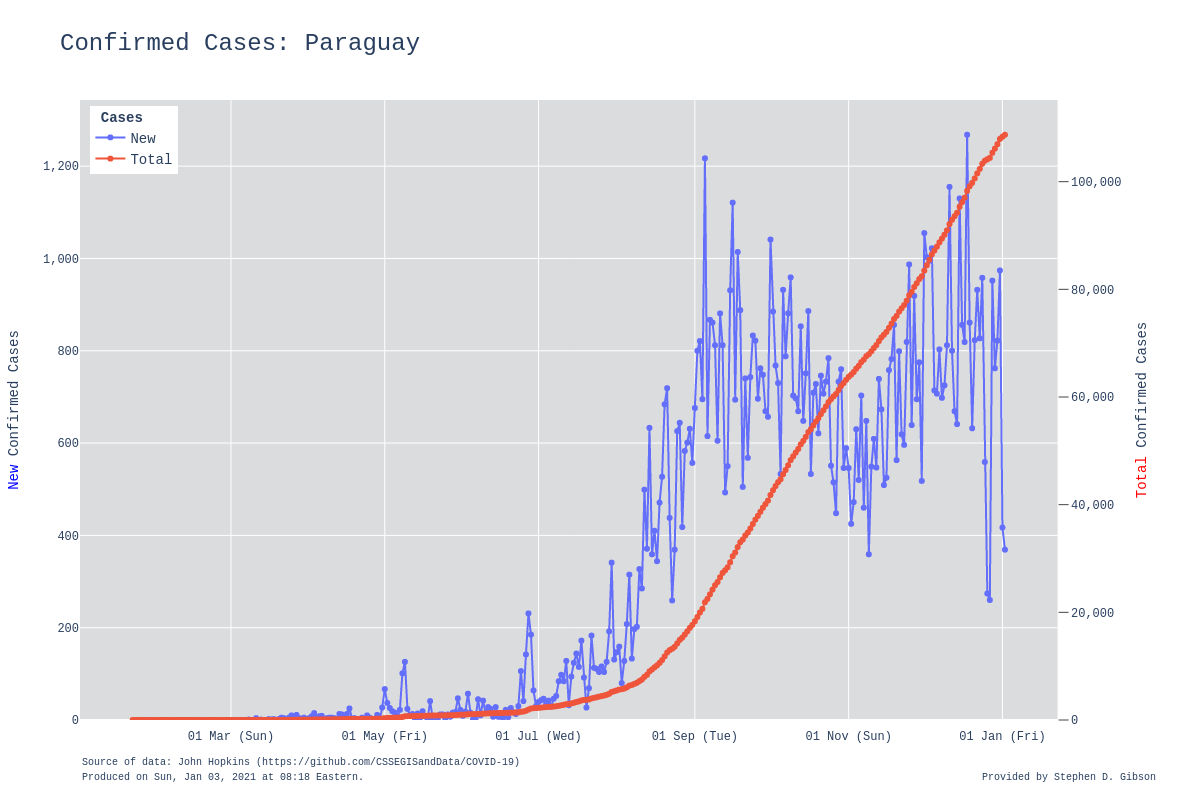 Confirmed Cases: Paraguay
Cases
New
Total
1,200
1,000
800
600
400
200
0
100,000
80,000
60,000
40,000
20,000
0
New Confirmed Cases
Total Confirmed Cases
01 Mar (Sun)
01 May (Fri)
01 Jul (Wed)
01 Sep (Tue)
01 Nov (Sun)
01 Jan (Fri)
Source of data: John Hopkins (https://github.com/CSSEGISandData/COVID-19)
Produced on Sun, Jan 03, 2021 at 08:18 Eastern.
Provided by Stephen D. Gibson